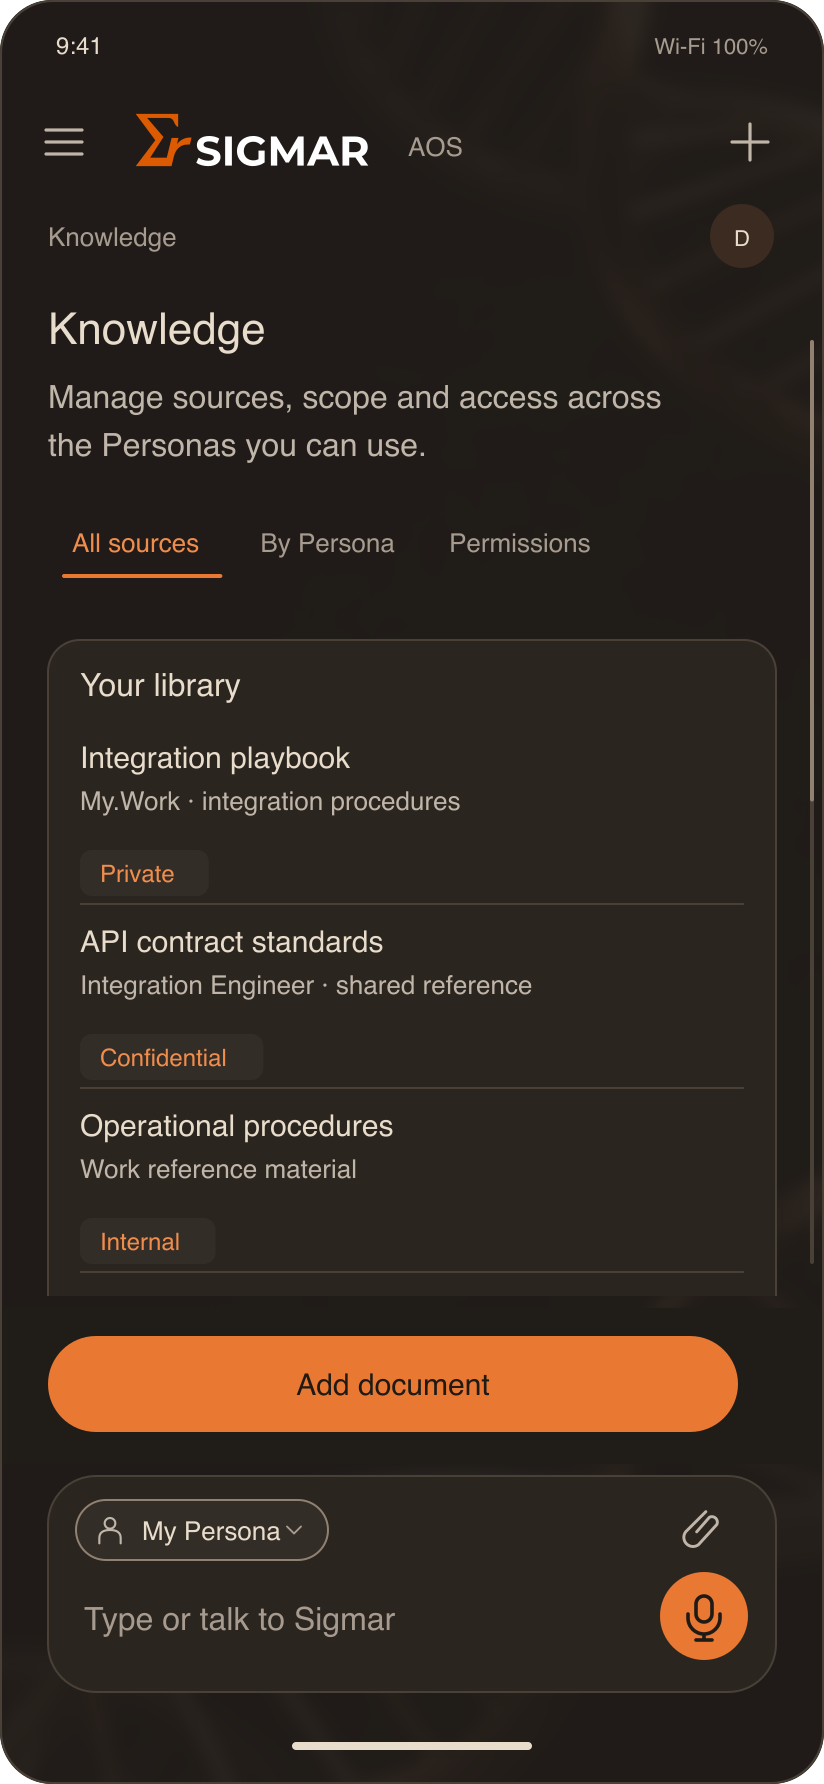 9:41
Wi-Fi 100%
Σr SIGMAR AOS
Knowledge
D
Knowledge
Manage sources, scope and access across
the Personas you can use.
All sources
By Persona
Permissions
Your library
Integration playbook
My.Work · integration procedures
Private
API contract standards
Integration Engineer · shared reference
Confidential
Operational procedures
Work reference material
Internal
Add document
My Persona
Type or talk to Sigmar